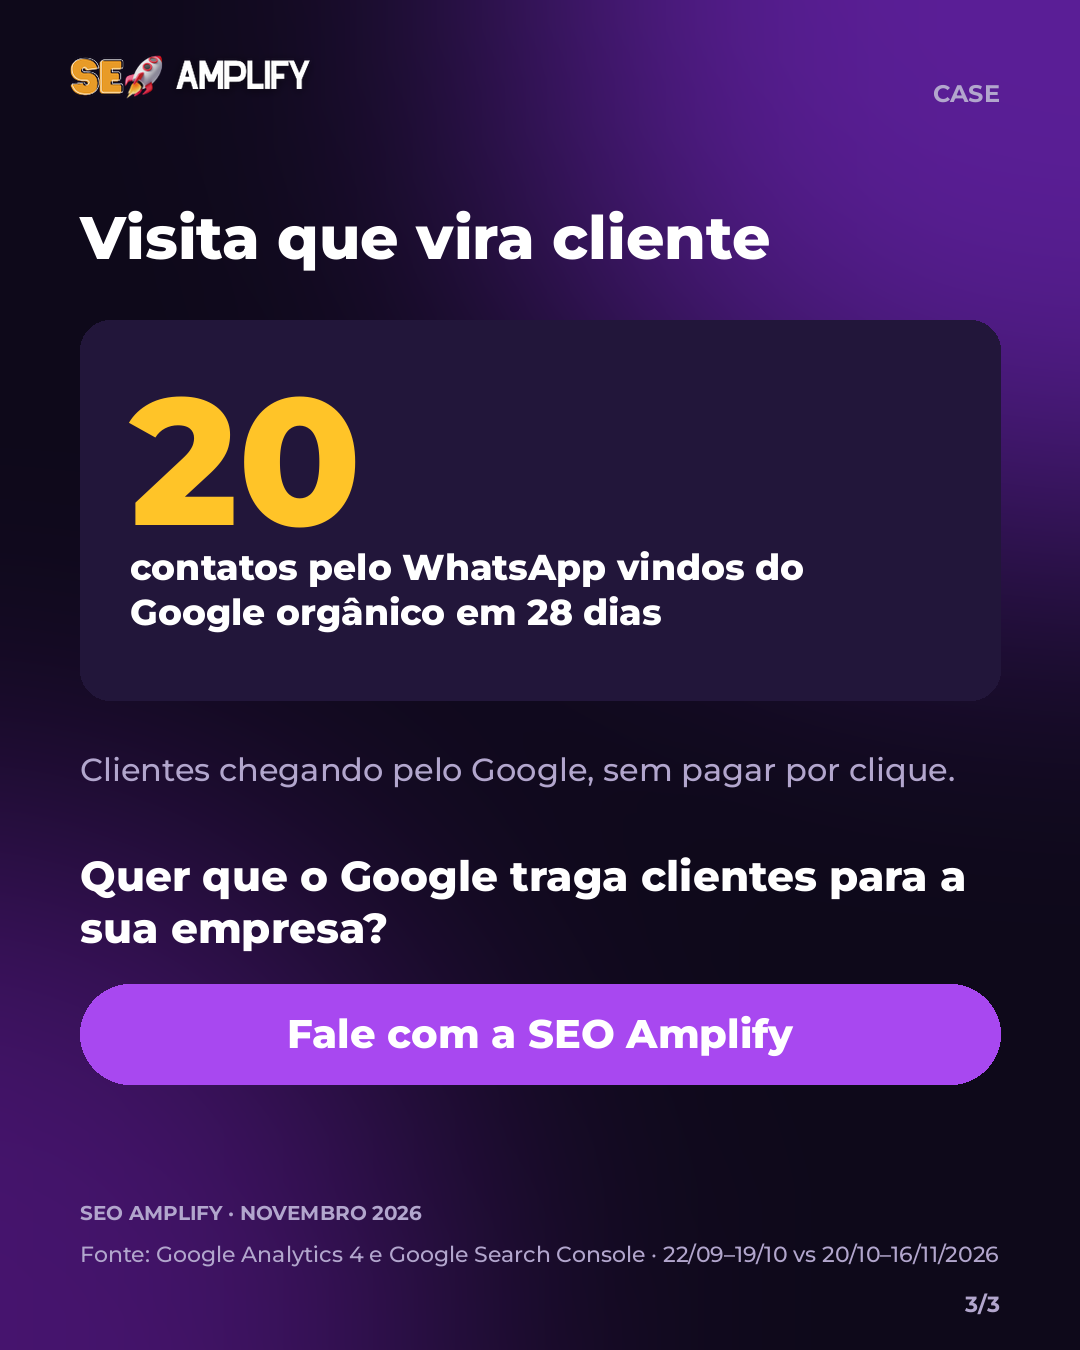 SE🚀 AMPLIFY
CASE
Visita que vira cliente
20
contatos pelo WhatsApp vindos do
Google orgânico em 28 dias
Clientes chegando pelo Google, sem pagar por clique.
Quer que o Google traga clientes para a
sua empresa?
Fale com a SEO Amplify
SEO AMPLIFY · NOVEMBRO 2026
Fonte: Google Analytics 4 e Google Search Console · 22/09–19/10 vs 20/10–16/11/2026
3/3